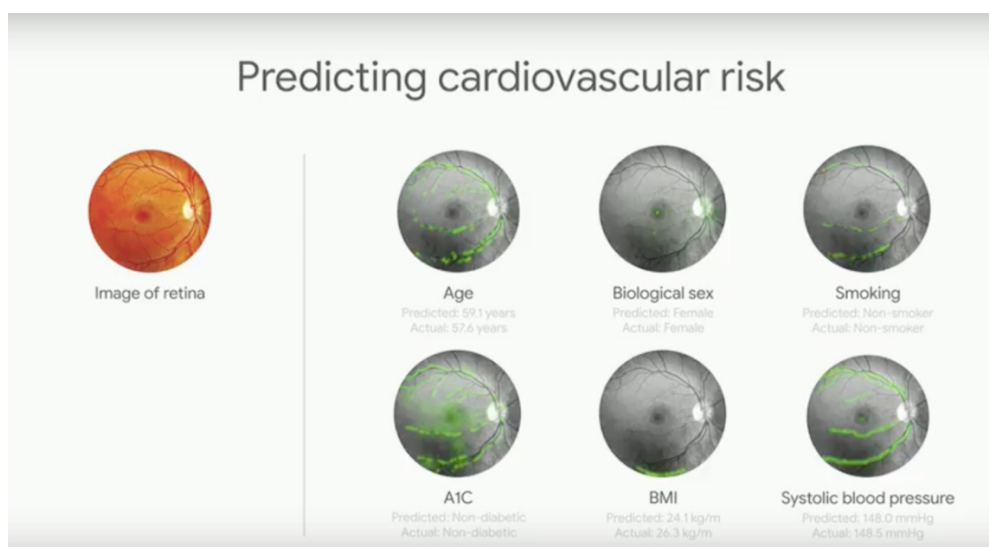 Predicting cardiovascular risk
Image of retina
Age
Predicted: 59.1 years
Actual: 57.6 years
Biological sex
Predicted: Female
Actual: Female
Smoking
Predicted: Non-smoker
Actual: Non-smoker
A1C
Predicted: Non-diabetic
Actual: Non-diabetic
BMI
Predicted: 24.1 kg/m
Actual: 26.3 kg/m
Systolic blood pressure
Predicted: 148.0 mmHg
Actual: 148.5 mmHg